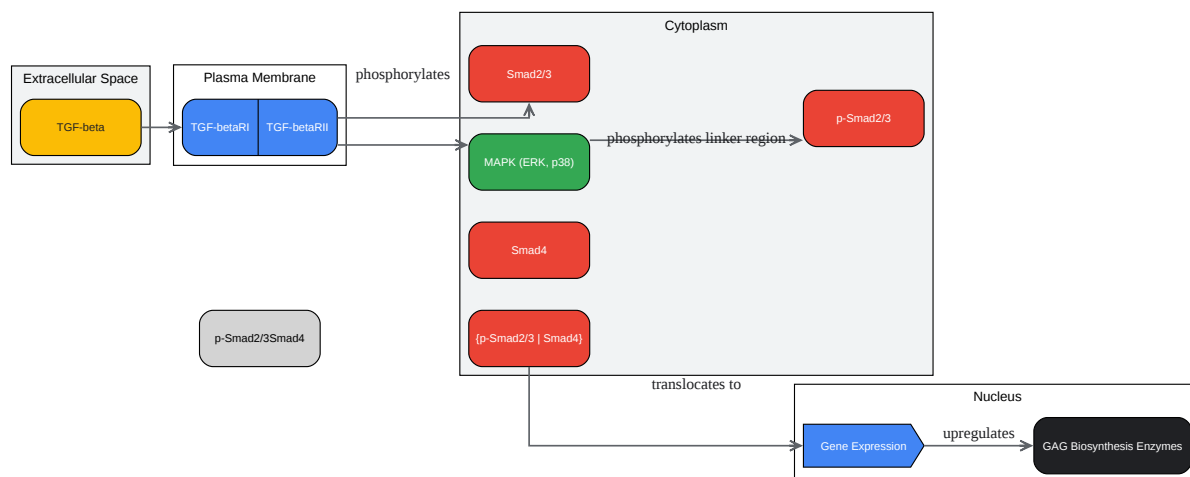 Cytoplasm
Extracellular Space
Plasma Membrane
phosphorylates
Smad2/3
TGF-beta
TGF-betaRI
TGF-betaRII
p-Smad2/3
MAPK (ERK, p38)
phosphorylates linker region
Smad4
p-Smad2/3Smad4
{p-Smad2/3 | Smad4}
translocates to
Nucleus
Gene Expression
upregulates
GAG Biosynthesis Enzymes